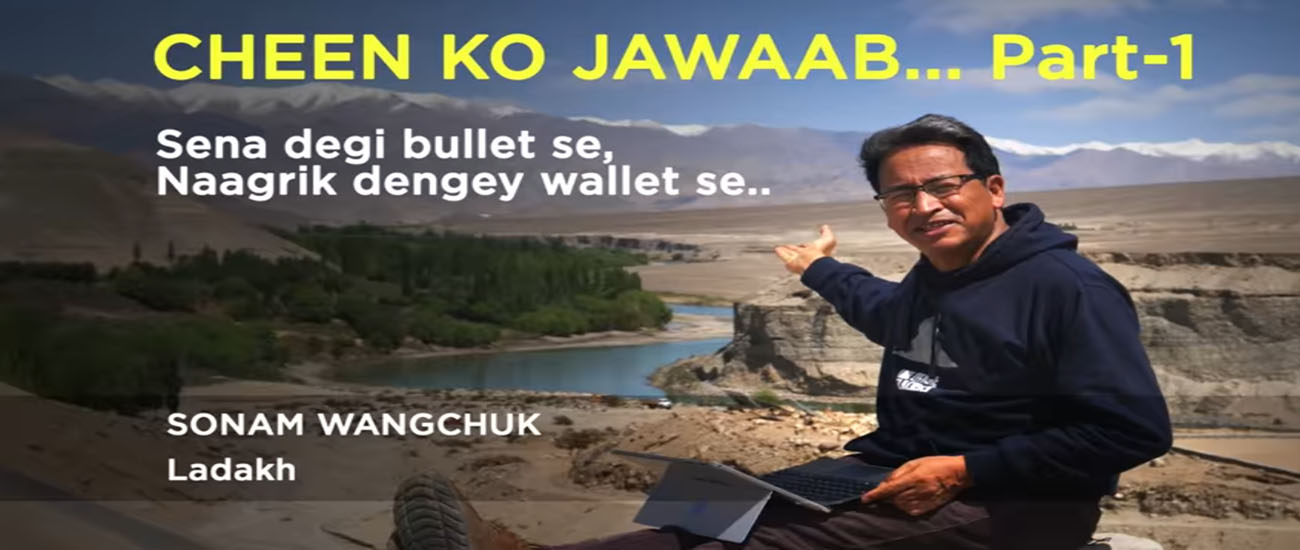 CHEEN KO JAWAAB... Part-1
Sena degi bullet se,
Naagrik dengey wallet se..
SONAM WANGCHUK
Ladakh